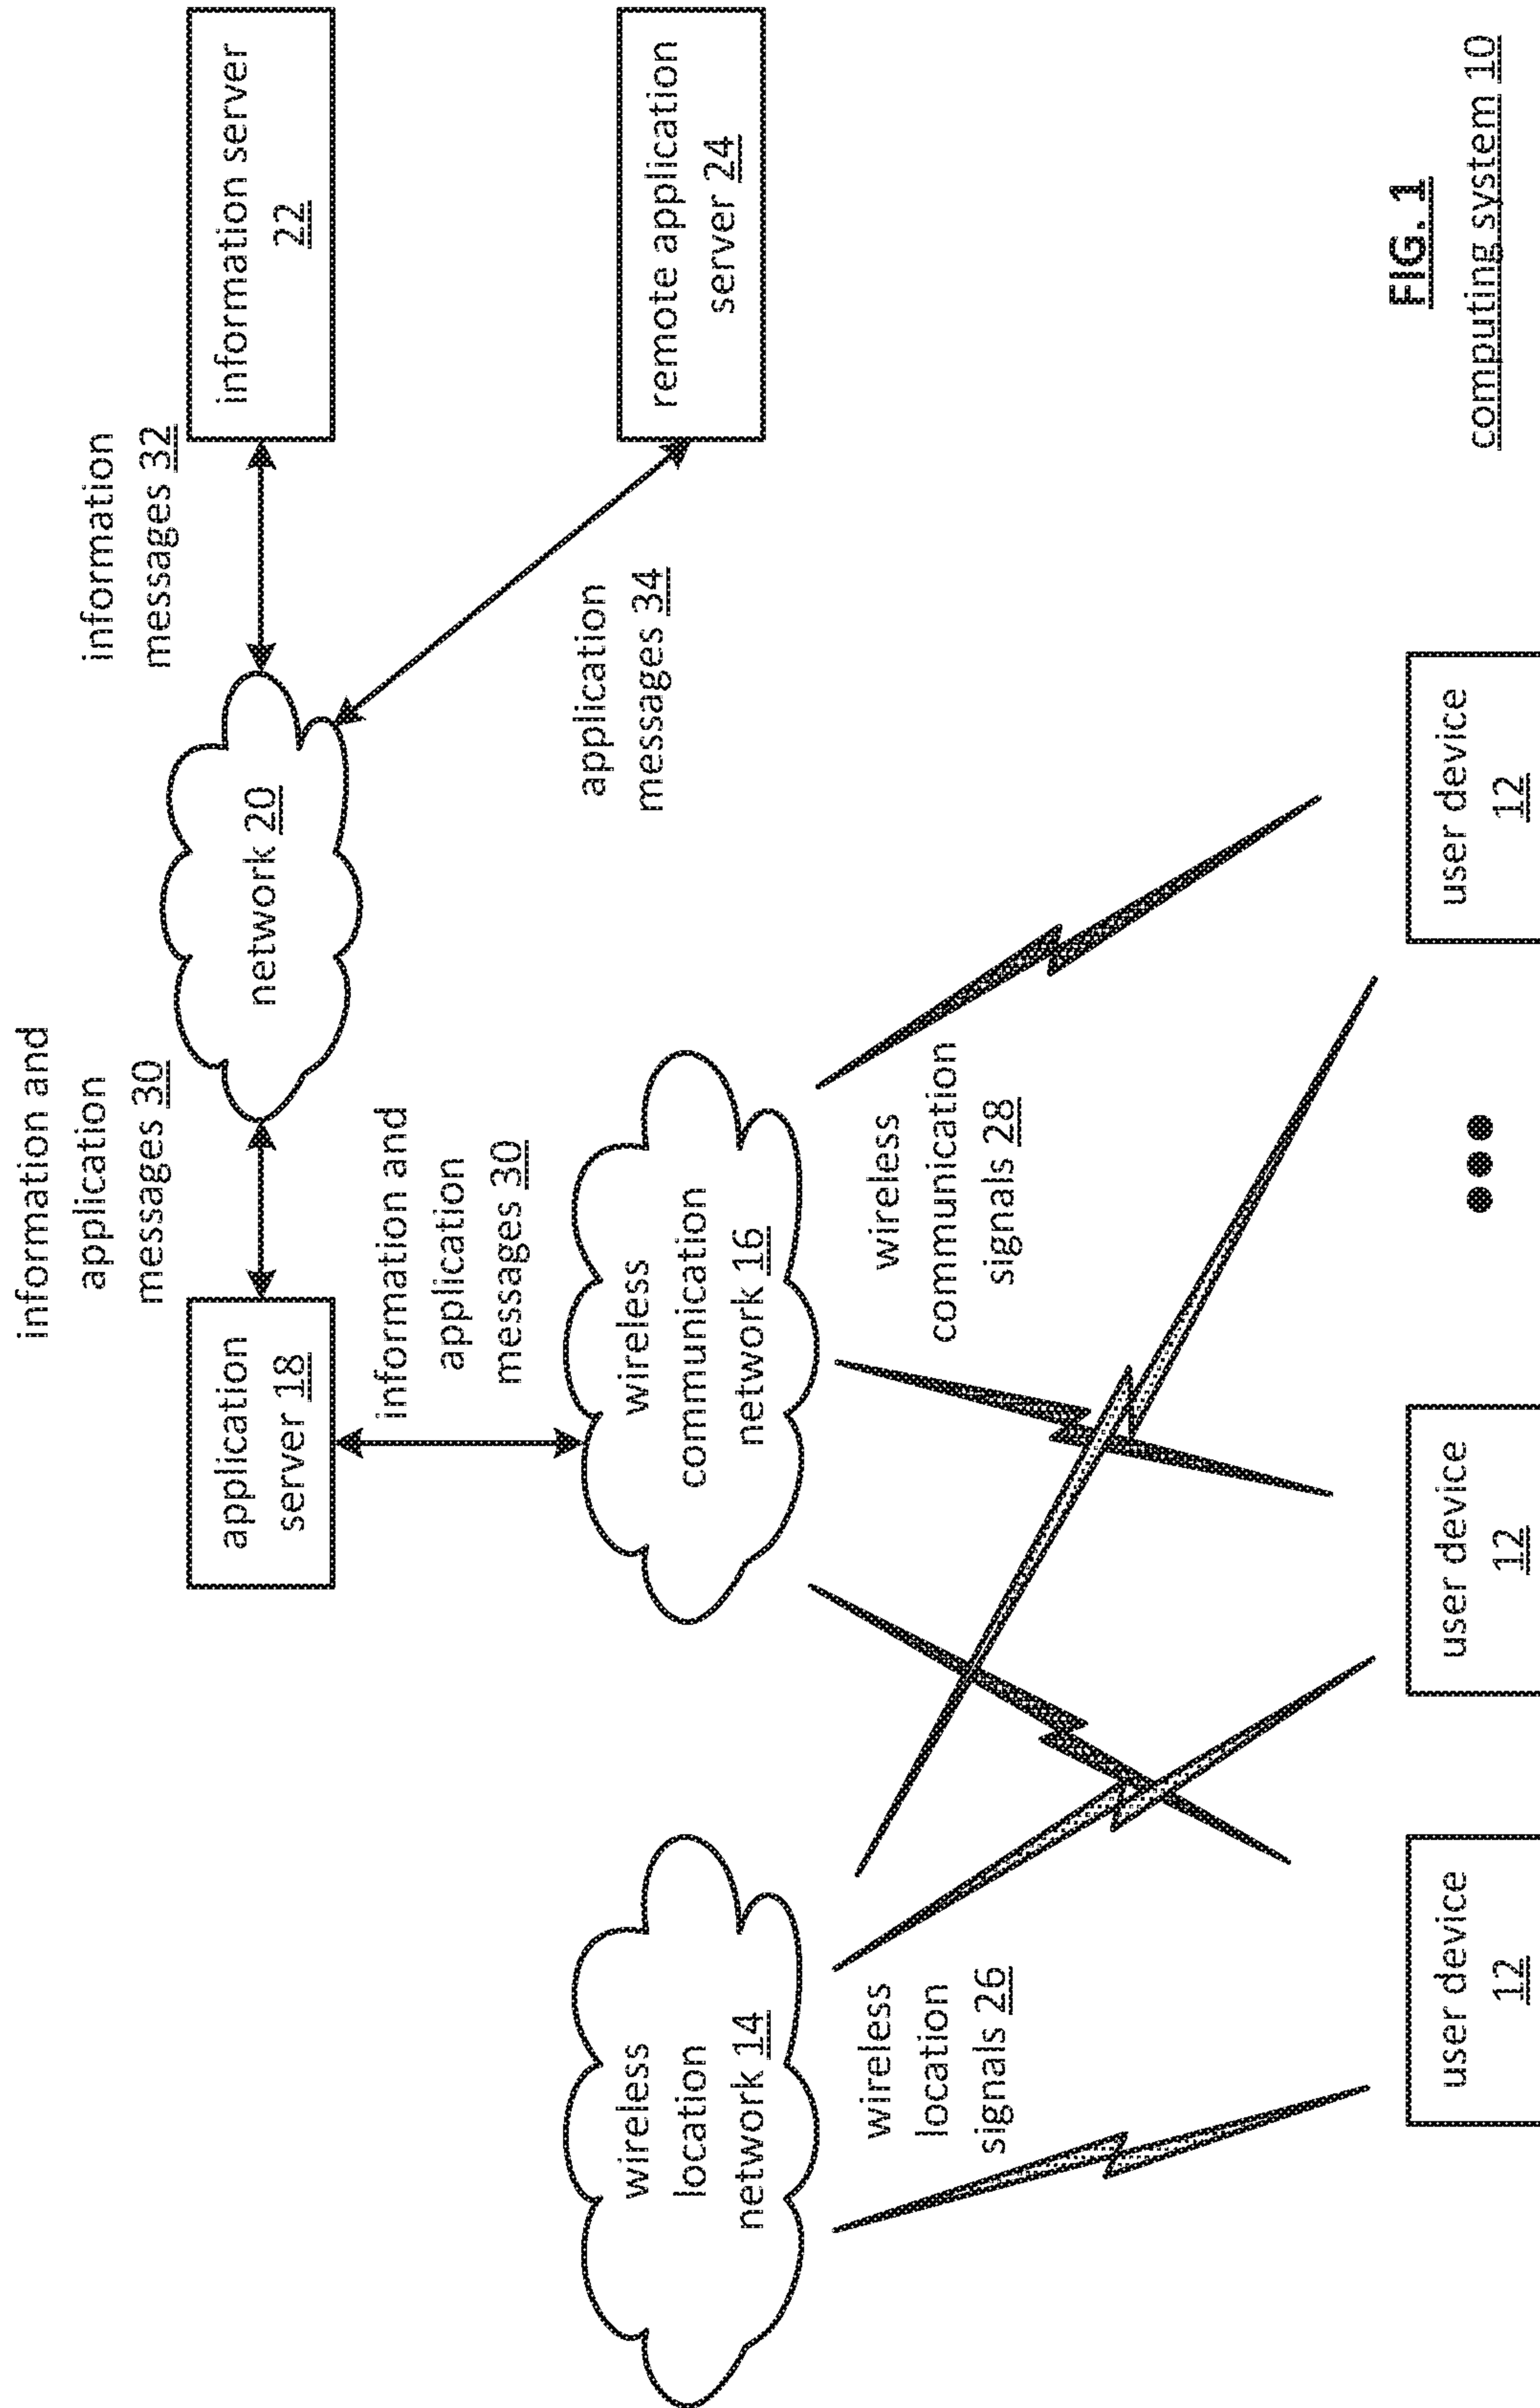 information and
application
messages 30
application
server 18
network 20
information
messages 32
information server
22
information and
application
messages 30
application
messages 34
remote application
server 24
wireless
location
network 14
wireless
communication
network 16
wireless
location
signals 26
wireless
communication
signals 28
user device
12
user device
12
user device
12
FIG. 1
computing system 10